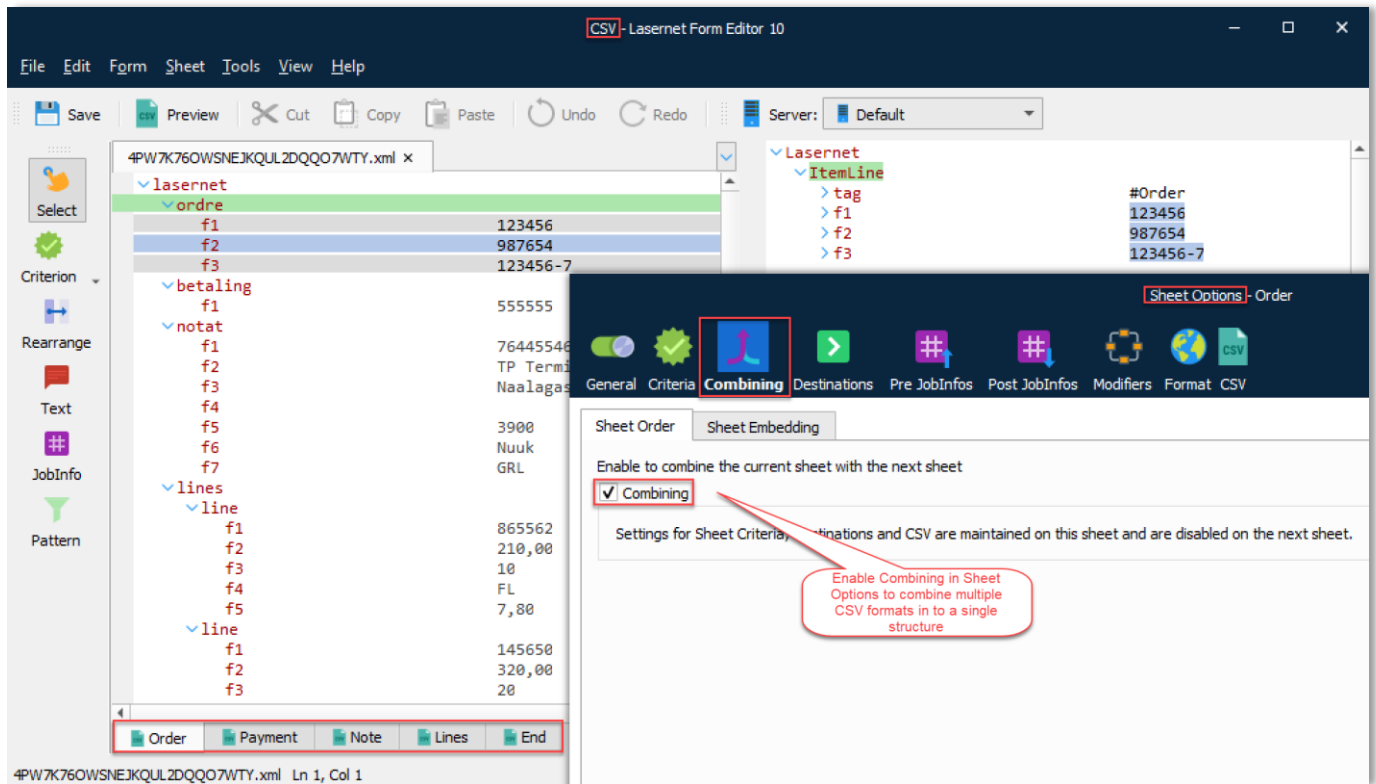 CSV - Lasernet Form Editor 10
File Edit Form Sheet Tools View Help
Save Preview Cut Copy Paste Undo Redo Server: Default
Select
Criterion
Rearrange
Text
JobInfo
Pattern
4PW7K76OWSNEJKQUL2DQQO7WTY.xml ×
lasernet
ordre
f1 123456
f2 987654
f3 123456-7
betaling
f1 555555
notat
f1 76445546
f2 TP Termi
f3 Naalagas
f4
f5 3900
f6 Nuuk
f7 GRL
lines
line
f1 865562
f2 210,00
f3 10
f4 FL
f5 7,80
line
f1 145650
f2 320,00
f3 20
Order Payment Note Lines End
4PW7K76OWSNEJKQUL2DQQO7WTY.xml Ln 1, Col 1
Lasernet
ItemLine
tag #Order
f1 123456
f2 987654
f3 123456-7
Sheet Options - Order
General Criteria Combining Destinations Pre JobInfos Post JobInfos Modifiers Format CSV
Sheet Order Sheet Embedding
Enable to combine the current sheet with the next sheet
Combining
Settings for Sheet Criteria, and CSV are maintained on this sheet and are disabled on the next sheet.
Enable Combining in Sheet
Options to combine multiple
CSV formats in to a single
structure